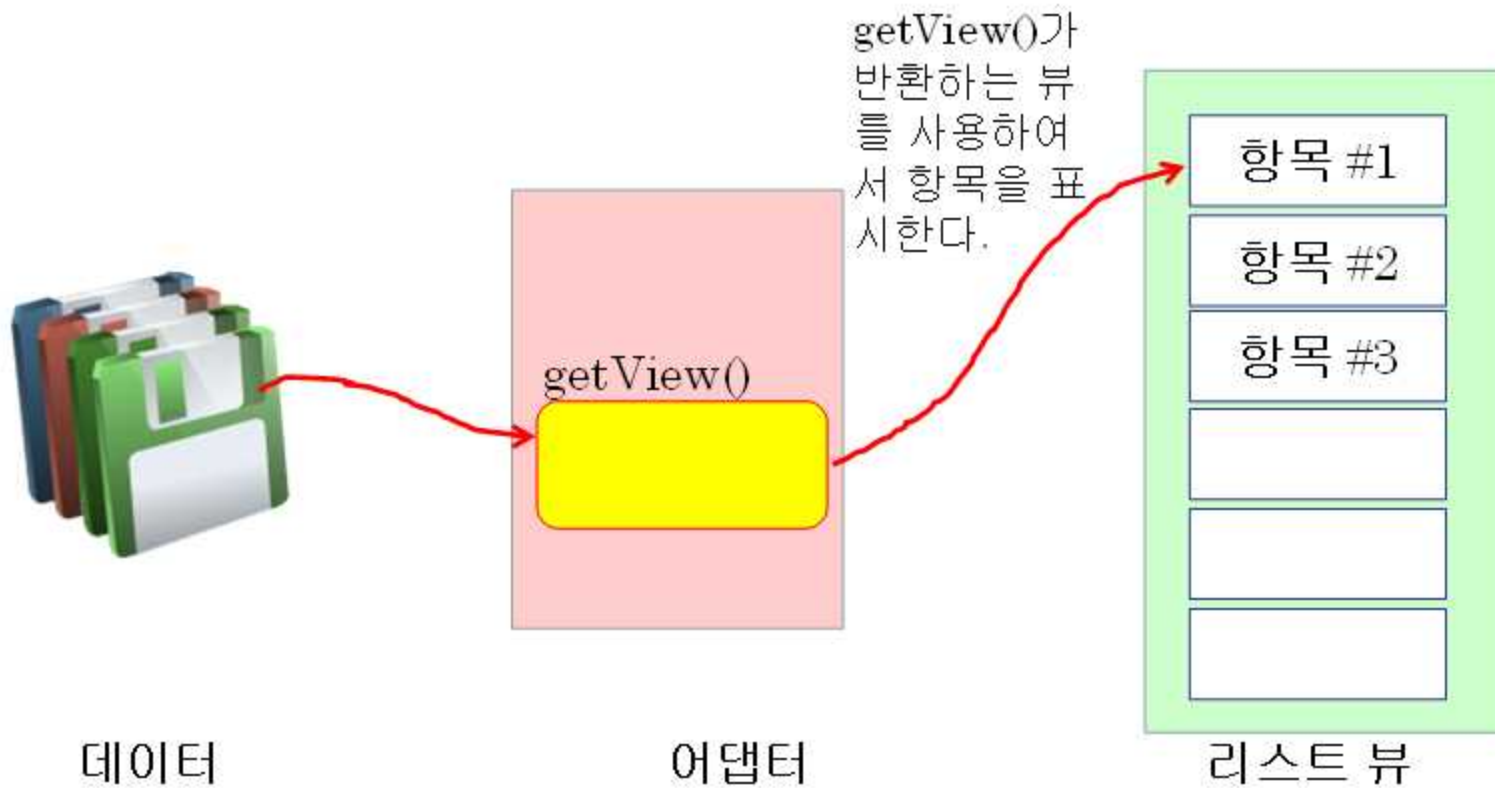 getView()가
반환하는 뷰
를 사용하여
서 항목을 표
시한다.
getView()
항목 #1
항목 #2
항목 #3
데이터
어댑터
리스트 뷰